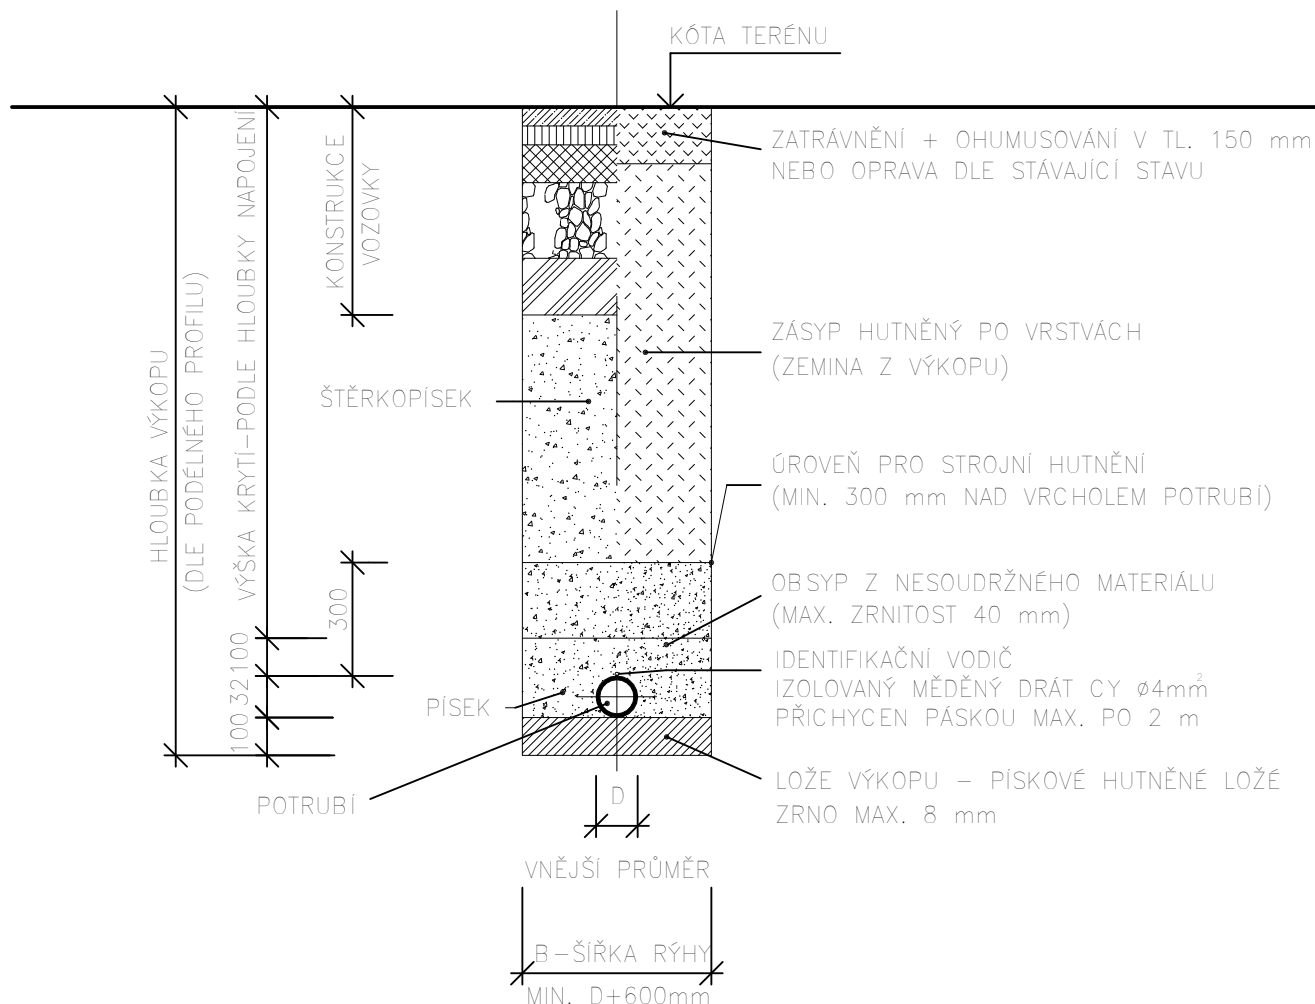 KÓTA TERÉNU
ZATRÁVNĚNÍ + OHUMUSOVÁNÍ V TL. 150 mm
NEBO OPRAVA DLE STÁVAJÍCÍ STAVU
KONSTRUKCE
VOZOVKY
HLOUBKA VÝKOPU
(DLE PODÉLNÉHO PROFILU)
VÝŠKA KRYTÍ-PODLE HLOUBKY NAPOJENÍ
ZÁSYP HUTNĚNÝ PO VRSTVÁCH
(ZEMINA Z VÝKOPU)
ŠTĚRKOPÍSEK
ÚROVEŇ PRO STROJNÍ HUTNĚNÍ
(MIN. 300 mm NAD VRCHOLEM POTRUBÍ)
300
OBSYP Z NESOUDRŽNÉHO MATERIÁLU
(MAX. ZRNITOST 40 mm)
100
32
100
IDENTIFIKAČNÍ VODIČ
IZOLOVANÝ MĚDĚNÝ DRÁT CY ø4mm²
PŘICHYCEN PÁSKOU MAX. PO 2 m
PÍSEK
POTRUBÍ
LOŽE VÝKOPU – PÍSKOVÉ HUTNĚNÉ LOŽÉ
ZRNO MAX. 8 mm
D
VNĚJŠÍ PRŮMĚR
B-ŠÍŘKA RÝHY
MIN. D+600mm